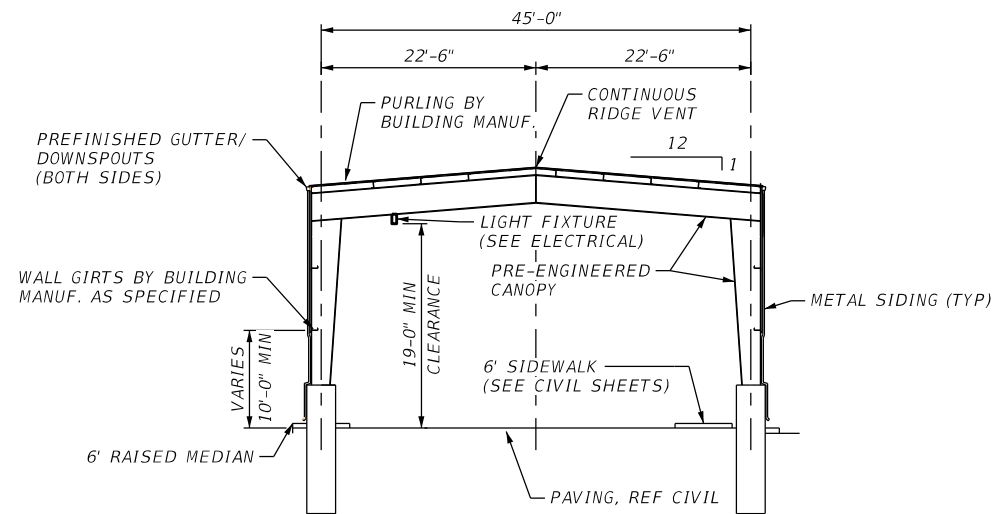 45'-0"
22'-6"
22'-6"
PURLING BY
BUILDING MANUF.
CONTINUOUS
RIDGE VENT
12
1
PREFINISHED GUTTER/
DOWNSPOUTS
(BOTH SIDES)
LIGHT FIXTURE
(SEE ELECTRICAL)
PRE-ENGINEERED
CANOPY
WALL GIRTS BY BUILDING
MANUF. AS SPECIFIED
METAL SIDING (TYP)
19'-0" MIN
CLEARANCE
VARIES
10'-0" MIN
6' SIDEWALK
(SEE CIVIL SHEETS)
6' RAISED MEDIAN
PAVING, REF CIVIL